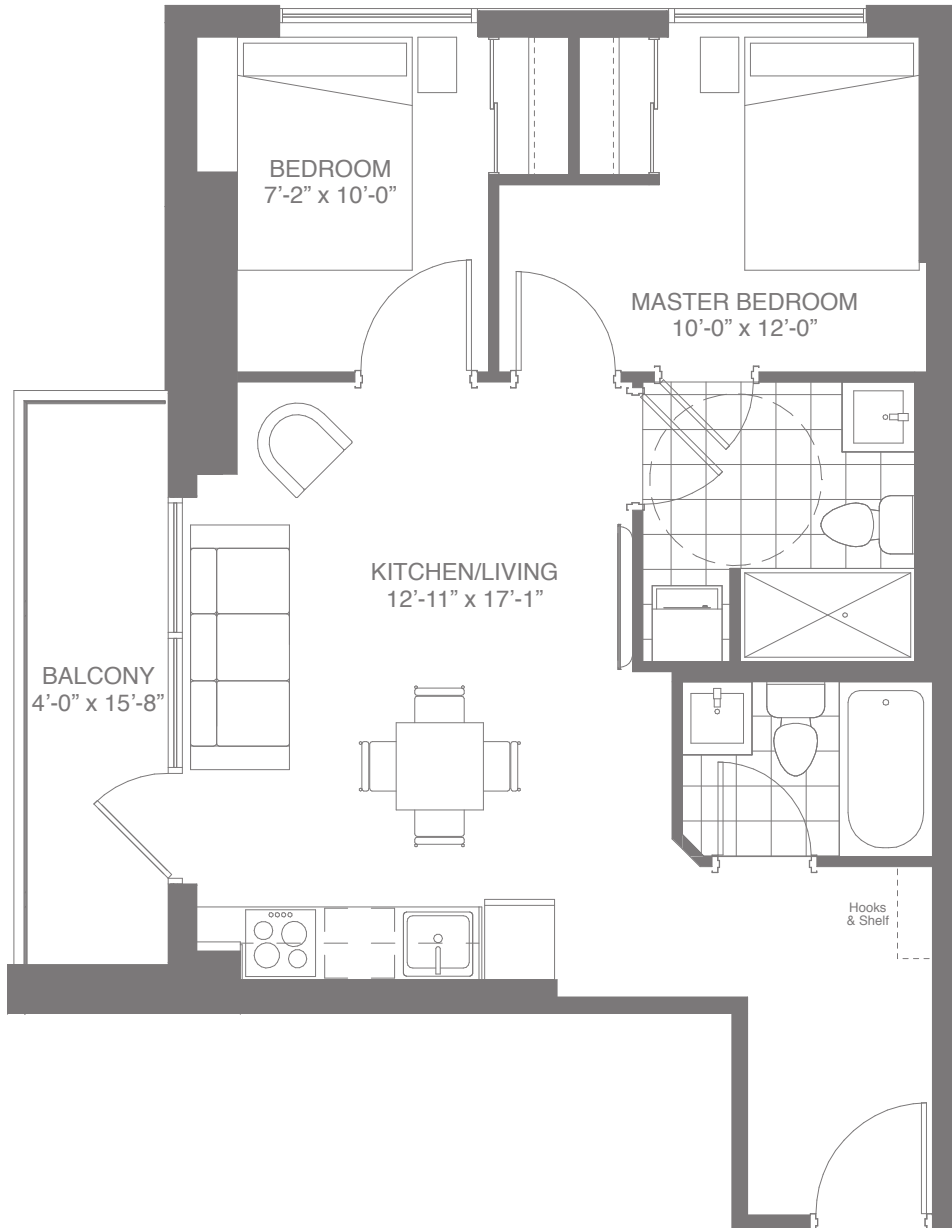 BEDROOM
7’-2” x 10’-0”
MASTER BEDROOM
10’-0” x 12’-0”
KITCHEN/LIVING
12’-11” x 17’-1”
BALCONY
4’-0” x 15’-8”
Hooks
& Shelf